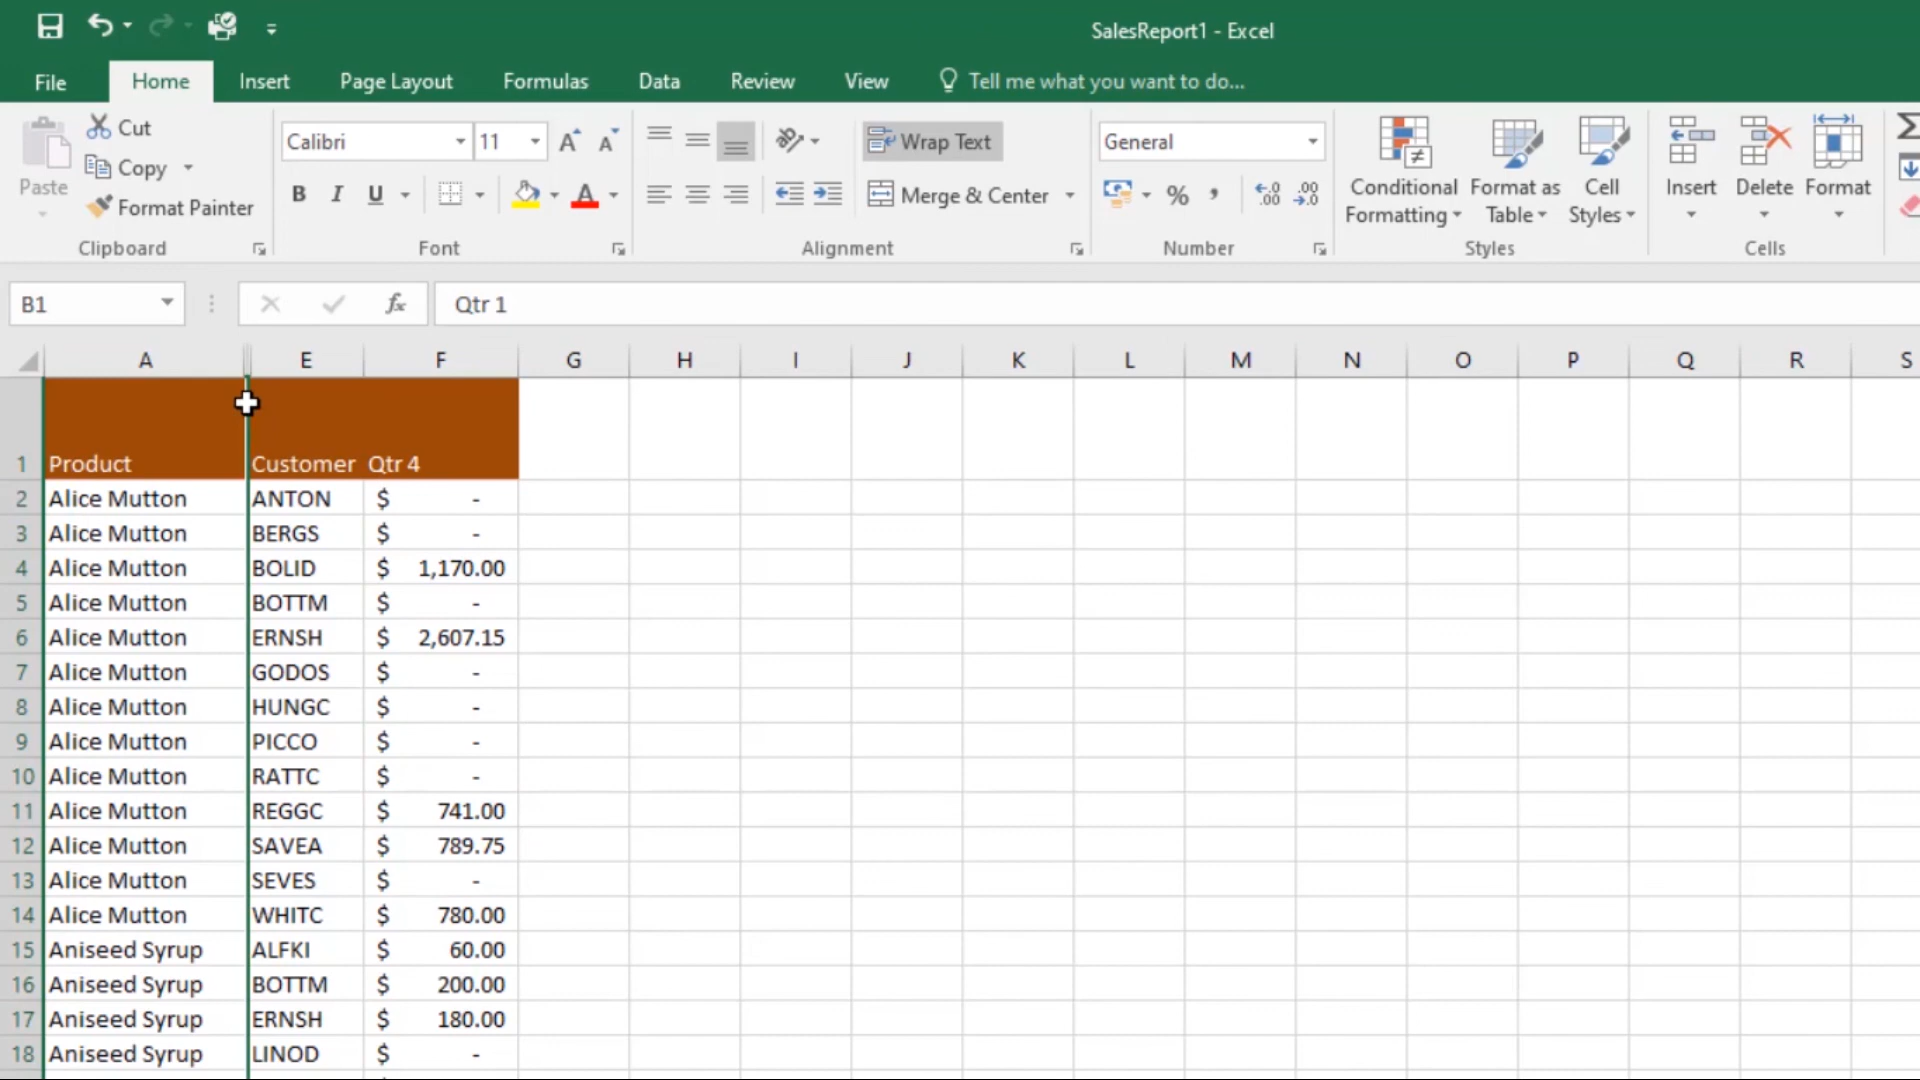 SalesReport1 - Excel
File Home Insert Page Layout Formulas Data Review View Tell me what you want to do...
Paste
Cut
Copy
Format Painter
Clipboard
Calibri 11 A A
B I U A
Font
Wrap Text
Merge & Center
Alignment
General
% , .0 .00 .00 .0
Number
Conditional Formatting
Format as Table
Cell Styles
Styles
Insert Delete Format
Cells
B1 fx Qtr 1
A E F G H I J K L M N O P Q R S
1 Product Customer Qtr 4
2 Alice Mutton ANTON $ -
3 Alice Mutton BERGS $ -
4 Alice Mutton BOLID $ 1,170.00
5 Alice Mutton BOTTM $ -
6 Alice Mutton ERNSH $ 2,607.15
7 Alice Mutton GODOS $ -
8 Alice Mutton HUNGC $ -
9 Alice Mutton PICCO $ -
10 Alice Mutton RATTC $ -
11 Alice Mutton REGGC $ 741.00
12 Alice Mutton SAVEA $ 789.75
13 Alice Mutton SEVES $ -
14 Alice Mutton WHITC $ 780.00
15 Aniseed Syrup ALFKI $ 60.00
16 Aniseed Syrup BOTTM $ 200.00
17 Aniseed Syrup ERNSH $ 180.00
18 Aniseed Syrup LINOD $ -